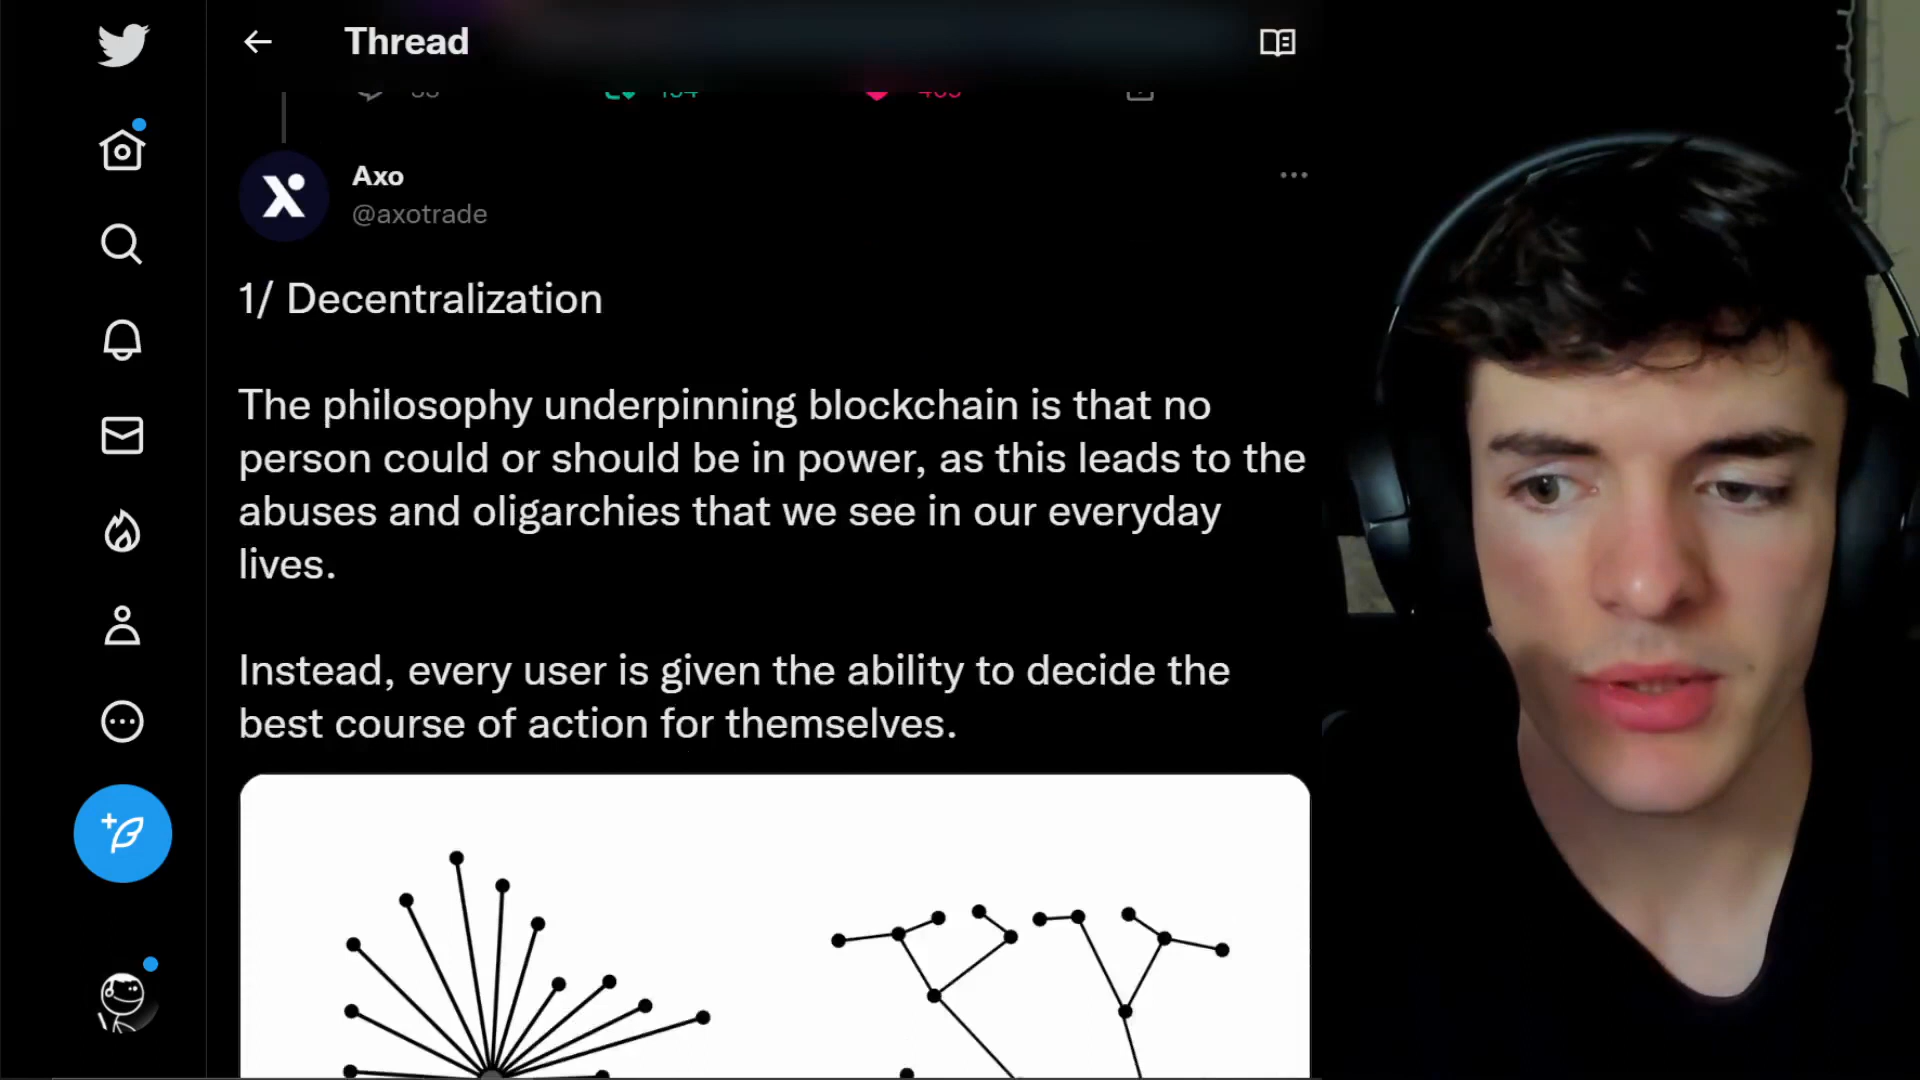 Thread
Axo
@axotrade
1/ Decentralization
The philosophy underpinning blockchain is that no
person could or should be in power, as this leads to the
abuses and oligarchies that we see in our everyday
lives.
Instead, every user is given the ability to decide the
best course of action for themselves.